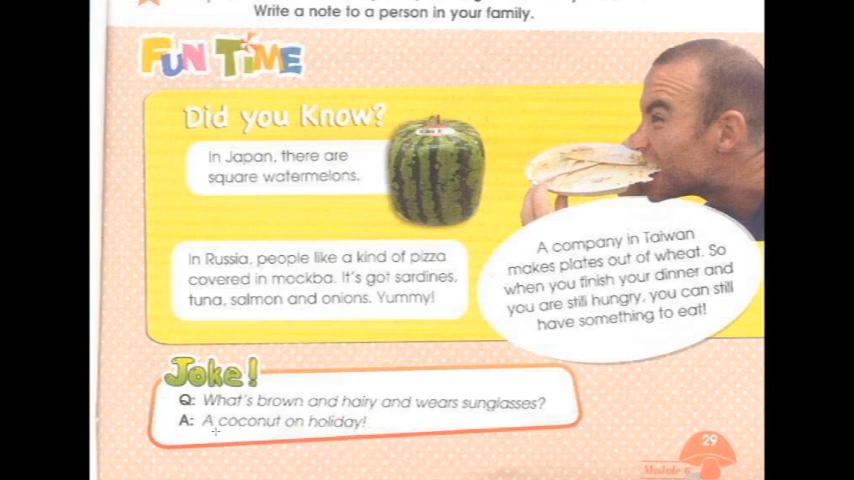 Write a note to a person in your family.
FUN TIME
Did you Know?
In Japan, there are
square watermelons.
In Russia, people like a kind of pizza
covered in mockba. It's got sardines,
tuna, salmon and onions. Yummy!
A company in Taiwan
makes plates out of wheat. So
when you finish your dinner and
you are still hungry, you can still
have something to eat!
Joke!
Q: What's brown and hairy and wears sunglasses?
A: A coconut on holiday!
29
Module 6